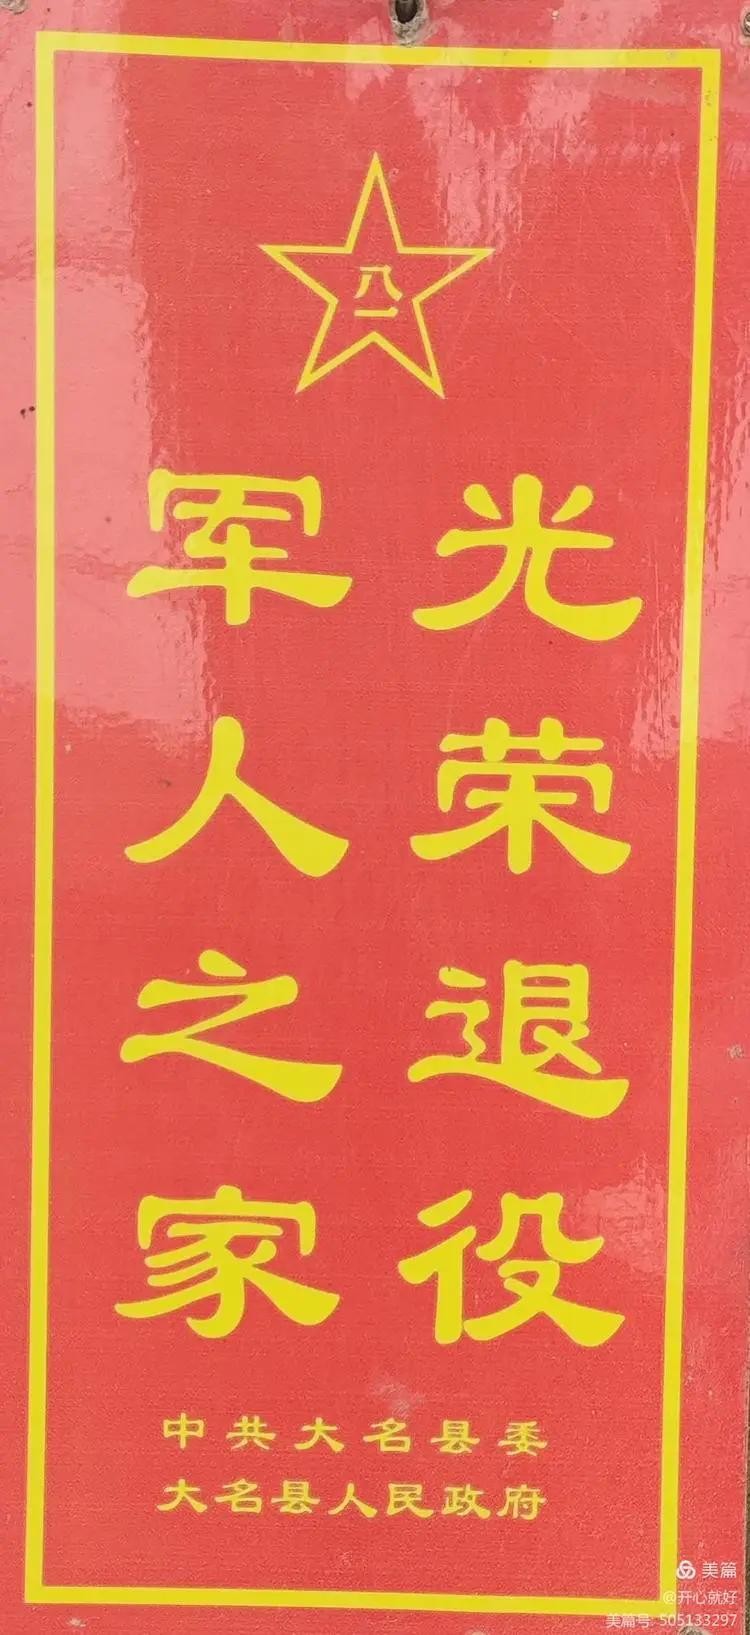 八一
光荣退役
军人之家
中共大名县委
大名县人民政府
美篇
@开心就好
美篇号: 505133297